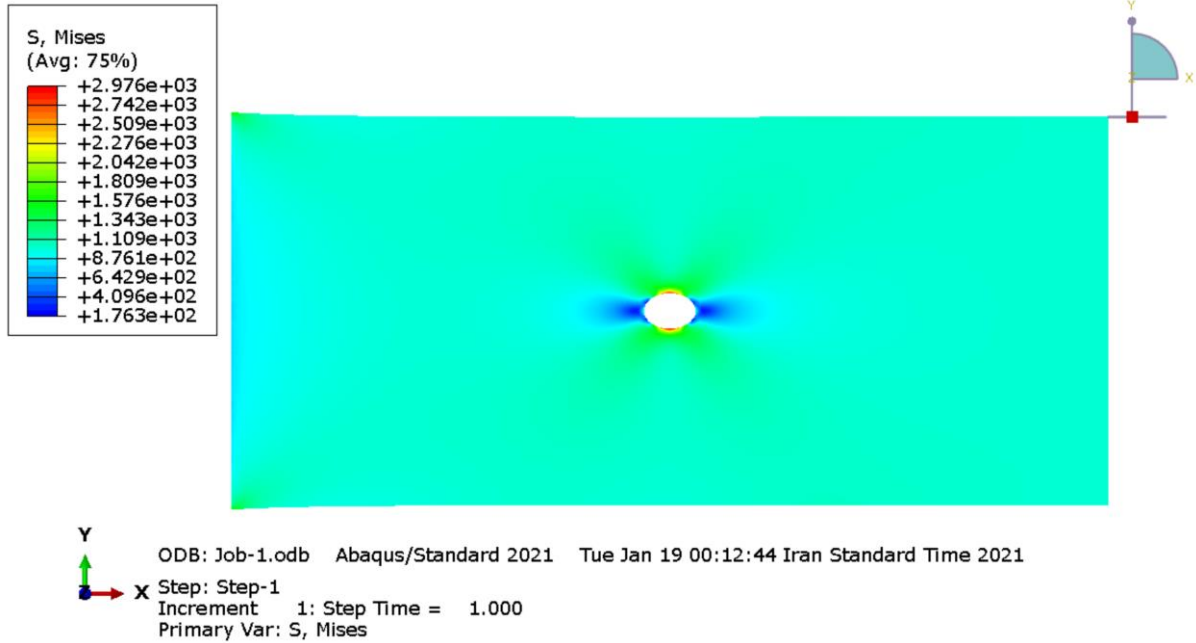 S, Mises
(Avg: 75%)
+2.976e+03
+2.742e+03
+2.509e+03
+2.276e+03
+2.042e+03
+1.809e+03
+1.576e+03
+1.343e+03
+1.109e+03
+8.761e+02
+6.429e+02
+4.096e+02
+1.763e+02
Y
Z X
Y
Z X
ODB: Job-1.odb Abaqus/Standard 2021 Tue Jan 19 00:12:44 Iran Standard Time 2021
Step: Step-1
Increment 1: Step Time = 1.000
Primary Var: S, Mises